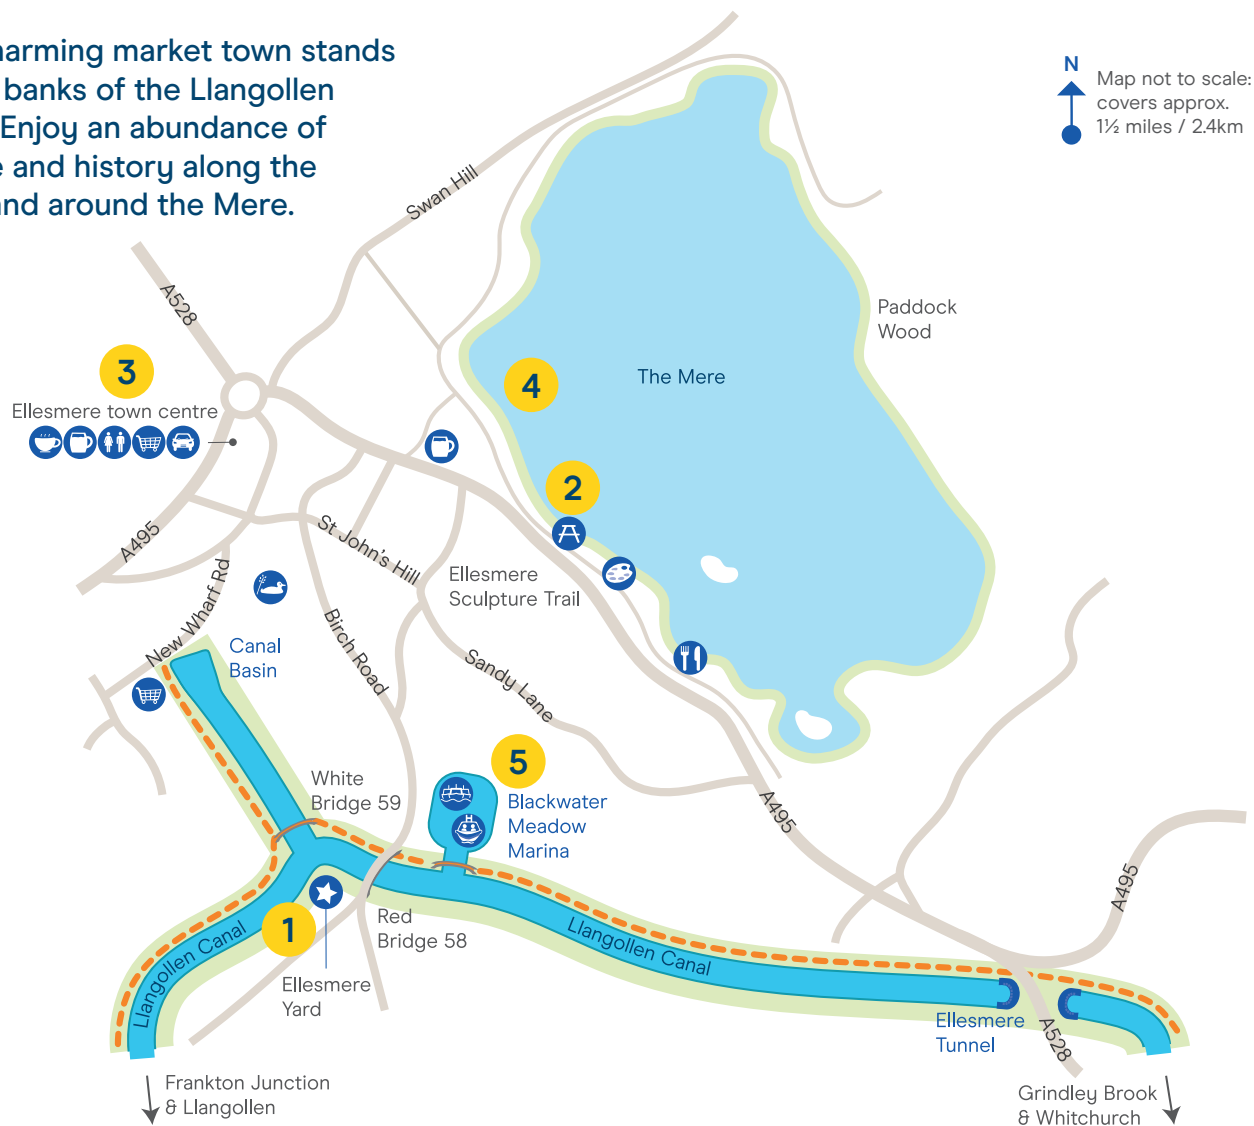 harming market town stands
banks of the Llangollen
Enjoy an abundance of
e and history along the
and around the Mere.
N
Map not to scale:
covers approx.
1½ miles / 2.4km
Swan Hill
A528
Paddock
Wood
The Mere
3
4
Ellesmere town centre
2
A495
St John's Hill
Ellesmere
Sculpture Trail
New Wharf Rd
Birch Road
Canal
Basin
Sandy Lane
5
White
Bridge 59
Blackwater
Meadow
Marina
A495
A495
1
Red
Bridge 58
Llangollen Canal
Llangollen Canal
Ellesmere
Yard
Ellesmere
Tunnel
A528
Frankton Junction
& Llangollen
Grindley Brook
& Whitchurch